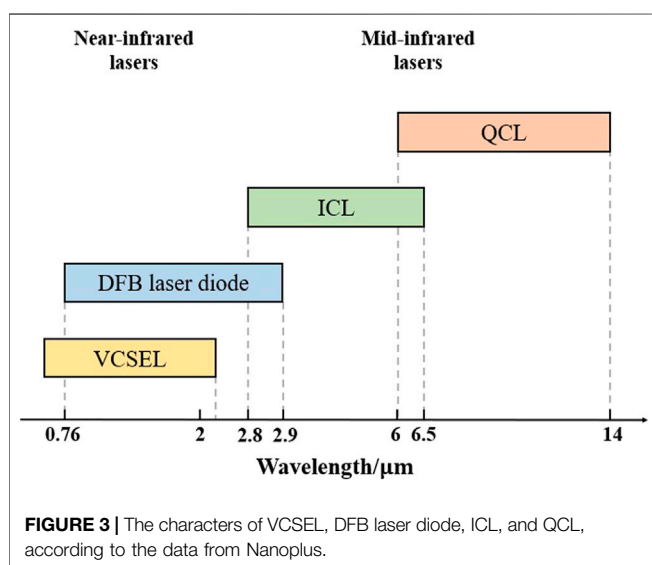 Near-infrared
lasers
Mid-infrared
lasers
QCL
ICL
DFB laser diode
VCSEL
0.76 2 2.8 2.9 6 6.5 14
Wavelength/μm
FIGURE 3 | The characters of VCSEL, DFB laser diode, ICL, and QCL,
according to the data from Nanoplus.